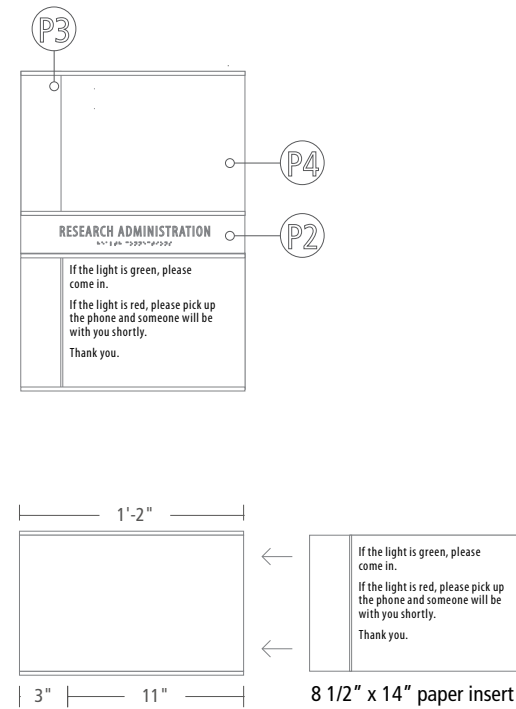 P3
P4
RESEARCH ADMINISTRATION
P2
If the light is green, please
come in.
If the light is red, please pick up
the phone and someone will be
with you shortly.
Thank you.
1'-2"
If the light is green, please
come in.
If the light is red, please pick up
the phone and someone will be
with you shortly.
Thank you.
3" 11"
8 1/2” x 14” paper insert